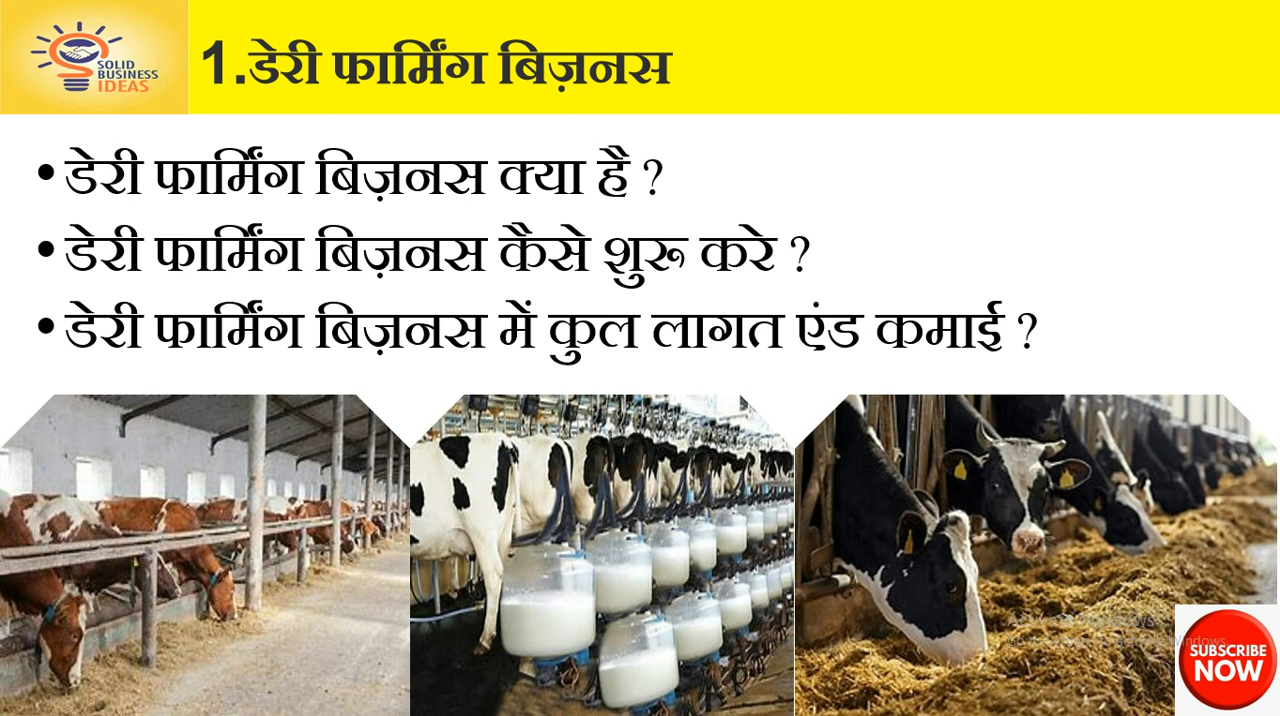 SOLID
BUSINESS
IDEAS
1.डेरी फार्मिंग बिज़नस
• डेरी फार्मिंग बिज़नस क्या है ?
• डेरी फार्मिंग बिज़नस कैसे शुरू करे ?
• डेरी फार्मिंग बिज़नस में कुल लागत एंड कमाई ?
SUBSCRIBE
NOW